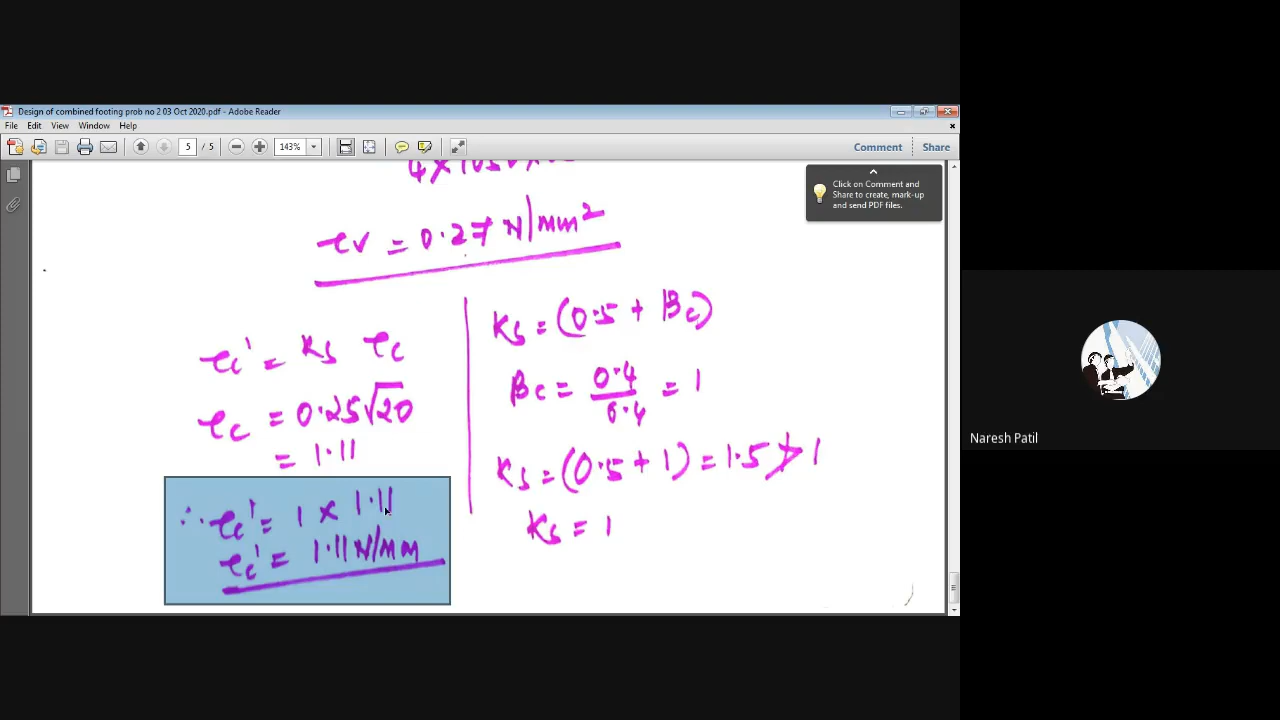 Design of combined footing prob no 2 03 Oct 2020.pdf - Adobe Reader
File Edit View Window Help
5 / 5 143% Comment Share
Click on Comment and
Share to create, mark-up
and send PDF files.
τv = 0.27 N/mm²
τc' = Ks τc
τc = 0.25√20
= 1.11
∴ τc' = 1 × 1.11
τc' = 1.11 N/mm
Ks = (0.5 + βc)
βc = 0.4/0.4 = 1
Ks = (0.5 + 1) = 1.5 ≯ 1
Ks = 1
Naresh Patil